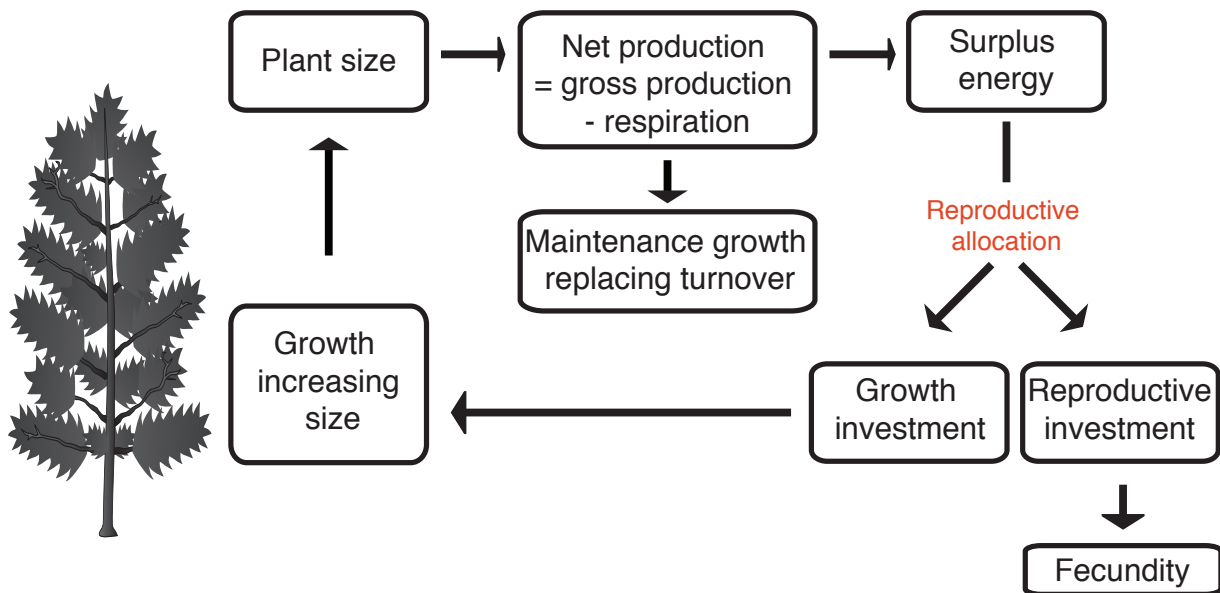 Plant size
Net production
= gross production
- respiration
Surplus
energy
Maintenance growth
replacing turnover
Reproductive
allocation
Growth
increasing
size
Growth
investment
Reproductive
investment
Fecundity